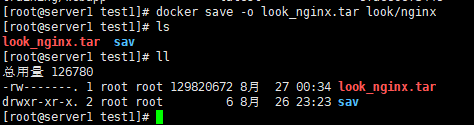 [root@server1 test1]# docker save -o look_nginx.tar look/nginx
[root@server1 test1]# ls
look_nginx.tar sav
[root@server1 test1]# ll
总用量 126780
-rw-------. 1 root root 129820672 8月 27 00:34 look_nginx.tar
drwxr-xr-x. 2 root root 6 8月 26 23:23 sav
[root@server1 test1]#